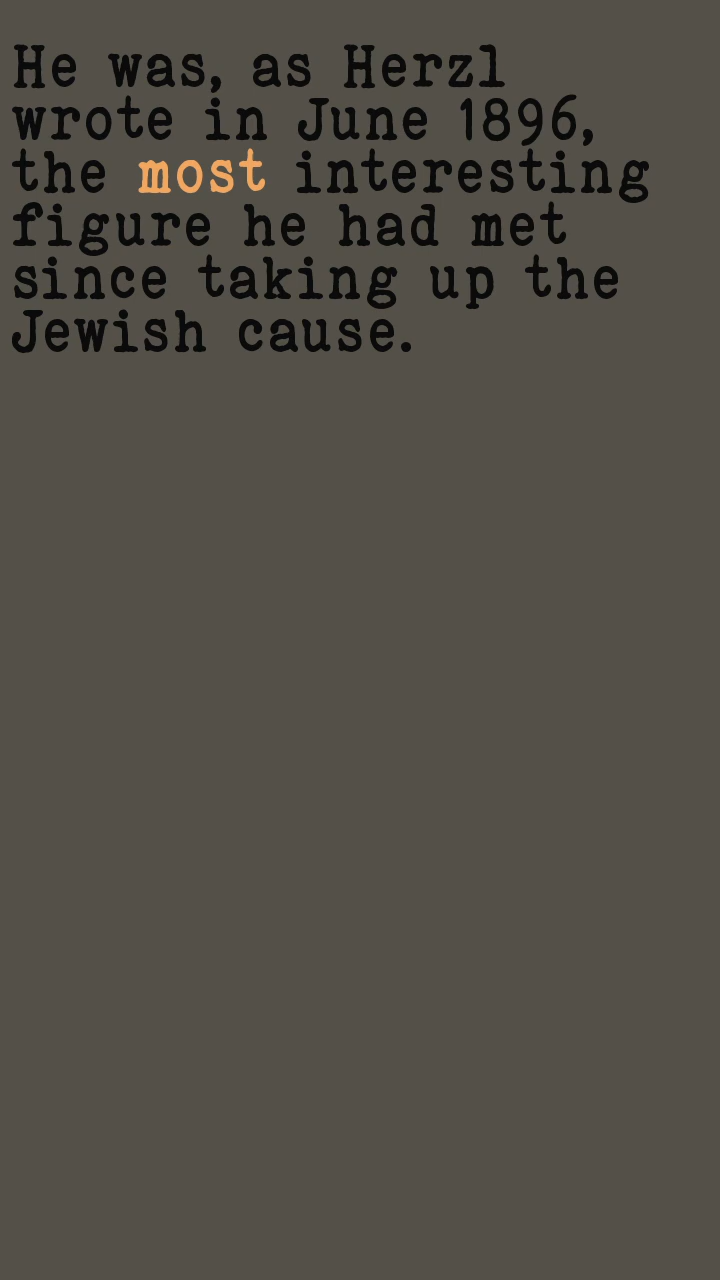 He was, as Herzl
wrote in June 1896,
the most interesting
figure he had met
since taking up the
Jewish cause.